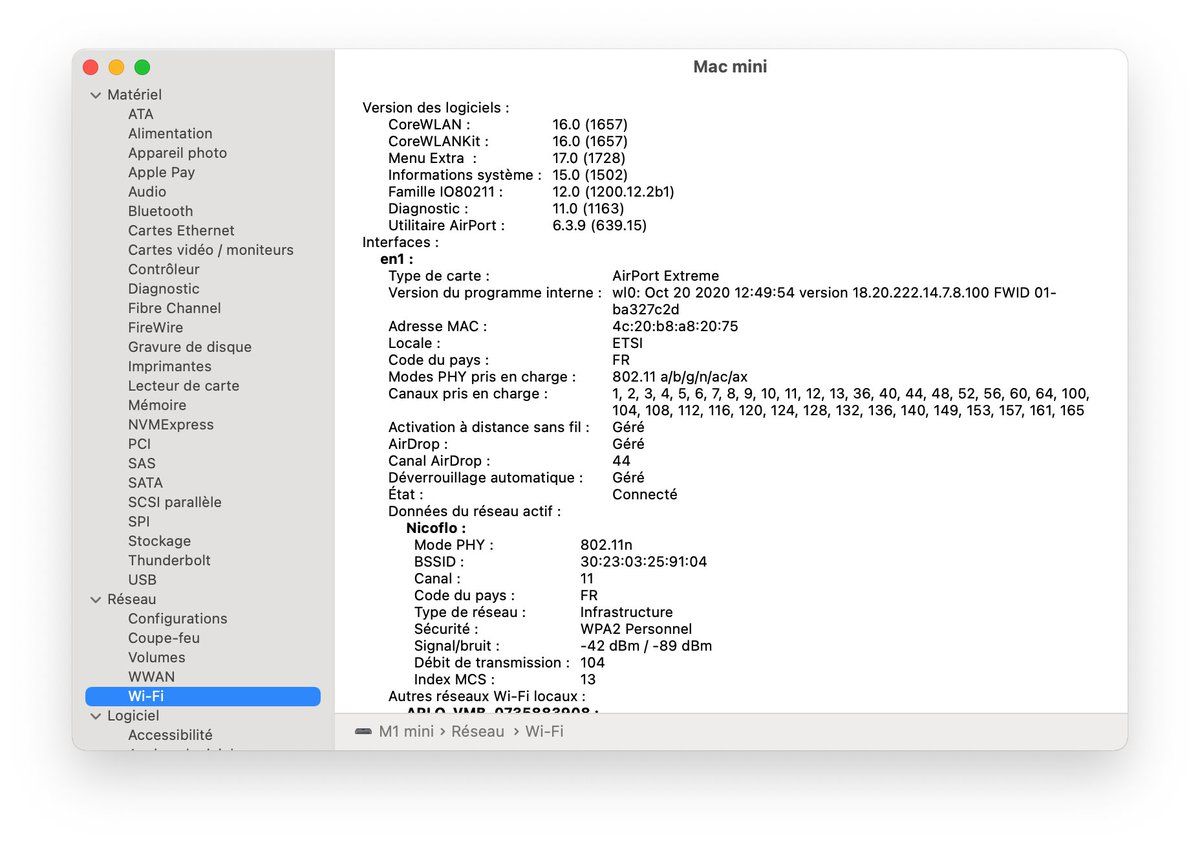 Mac mini
Matériel
ATA
Alimentation
Appareil photo
Apple Pay
Audio
Bluetooth
Cartes Ethernet
Cartes vidéo / moniteurs
Contrôleur
Diagnostic
Fibre Channel
FireWire
Gravure de disque
Imprimantes
Lecteur de carte
Mémoire
NVMExpress
PCI
SAS
SATA
SCSI parallèle
SPI
Stockage
Thunderbolt
USB
Réseau
Configurations
Coupe-feu
Volumes
WWAN
Wi-Fi
Logiciel
Accessibilité
Version des logiciels :
CoreWLAN : 16.0 (1657)
CoreWLANKit : 16.0 (1657)
Menu Extra : 17.0 (1728)
Informations système : 15.0 (1502)
Famille IO80211 : 12.0 (1200.12.2b1)
Diagnostic : 11.0 (1163)
Utilitaire AirPort : 6.3.9 (639.15)
Interfaces :
en1 :
Type de carte : AirPort Extreme
Version du programme interne : wl0: Oct 20 2020 12:49:54 version 18.20.222.14.7.8.100 FWID 01-
ba327c2d
Adresse MAC : 4c:20:b8:a8:20:75
Locale : ETSI
Code du pays : FR
Modes PHY pris en charge : 802.11 a/b/g/n/ac/ax
Canaux pris en charge : 1, 2, 3, 4, 5, 6, 7, 8, 9, 10, 11, 12, 13, 36, 40, 44, 48, 52, 56, 60, 64, 100,
104, 108, 112, 116, 120, 124, 128, 132, 136, 140, 149, 153, 157, 161, 165
Activation à distance sans fil : Géré
AirDrop : Géré
Canal AirDrop : 44
Déverrouillage automatique : Géré
État : Connecté
Données du réseau actif :
Nicoflo :
Mode PHY : 802.11n
BSSID : 30:23:03:25:91:04
Canal : 11
Code du pays : FR
Type de réseau : Infrastructure
Sécurité : WPA2 Personnel
Signal/bruit : -42 dBm / -89 dBm
Débit de transmission : 104
Index MCS : 13
Autres réseaux Wi-Fi locaux :
ARLO_VMB_0735883908 :
M1 mini › Réseau › Wi-Fi